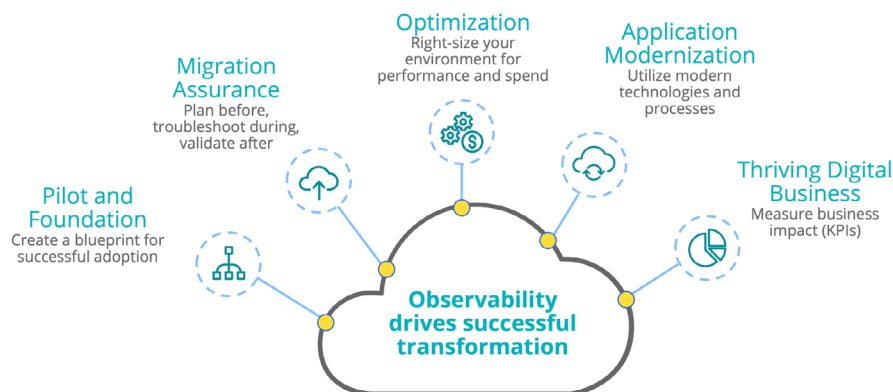 Pilot and
Foundation
Create a blueprint for
successful adoption
Migration
Assurance
Plan before,
troubleshoot during,
validate after
Optimization
Right-size your
environment for
performance and spend
Application
Modernization
Utilize modern
technologies and
processes
Thriving Digital
Business
Measure business
impact (KPIs)
$
Observability
drives successful
transformation